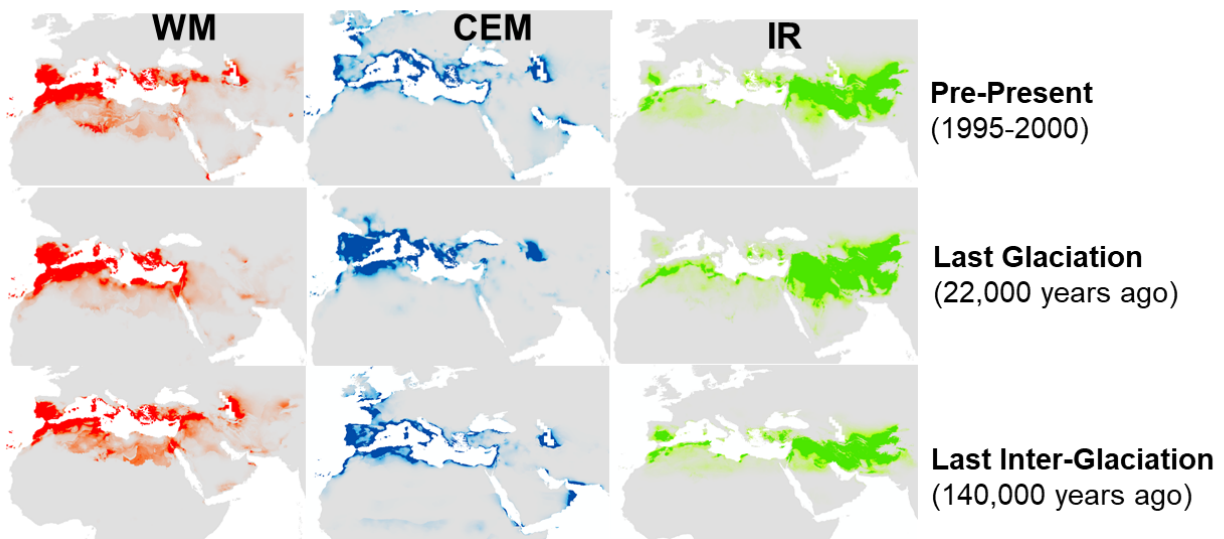 WM
CEM
IR
Pre-Present
(1995-2000)
Last Glaciation
(22,000 years ago)
Last Inter-Glaciation
(140,000 years ago)